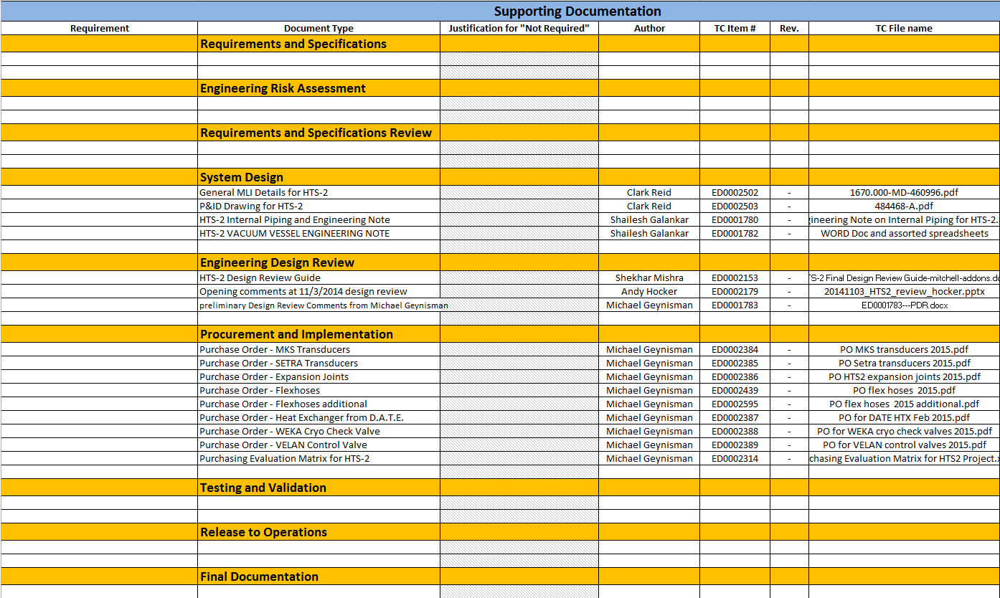 Supporting Documentation
Requirement Document Type Justification for "Not Required" Author TC Item # Rev. TC File name
Requirements and Specifications
Engineering Risk Assessment
Requirements and Specifications Review
System Design
General MLI Details for HTS-2 Clark Reid ED0002502 - 1670.000-MD-460996.pdf
P&ID Drawing for HTS-2 Clark Reid ED0002503 - 484468-A.pdf
HTS-2 Internal Piping and Engineering Note Shailesh Galankar ED0001780 - gineering Note on Internal Piping for HTS-2.
HTS-2 VACUUM VESSEL ENGINEERING NOTE Shailesh Galankar ED0001782 - WORD Doc and assorted spreadsheets
Engineering Design Review
HTS-2 Design Review Guide Shekhar Mishra ED0002153 - TS-2 Final Design Review Guide-mitchell-addons.do
Opening comments at 11/3/2014 design review Andy Hocker ED0002179 - 20141103_HTS2_review_hocker.pptx
preliminary Design Review Comments from Michael Geynisman Michael Geynisman ED0001783 - ED0001783---PDR.docx
Procurement and Implementation
Purchase Order - MKS Transducers Michael Geynisman ED0002384 - PO MKS transducers 2015.pdf
Purchase Order - SETRA Transducers Michael Geynisman ED0002385 - PO Setra transducers 2015.pdf
Purchase Order - Expansion Joints Michael Geynisman ED0002386 - PO HTS2 expansion joints 2015.pdf
Purchase Order - Flexhoses Michael Geynisman ED0002439 - PO flex hoses 2015.pdf
Purchase Order - Flexhoses additional Michael Geynisman ED0002595 - PO flex hoses 2015 additional.pdf
Purchase Order - Heat Exchanger from D.A.T.E. Michael Geynisman ED0002387 - PO for DATE HTX Feb 2015.pdf
Purchase Order - WEKA Cryo Check Valve Michael Geynisman ED0002388 - PO for WEKA cryo check valves 2015.pdf
Purchase Order - VELAN Control Valve Michael Geynisman ED0002389 - PO for VELAN control valves 2015.pdf
Purchasing Evaluation Matrix for HTS-2 Michael Geynisman ED0002314 - chasing Evaluation Matrix for HTS2 Project.x
Testing and Validation
Release to Operations
Final Documentation